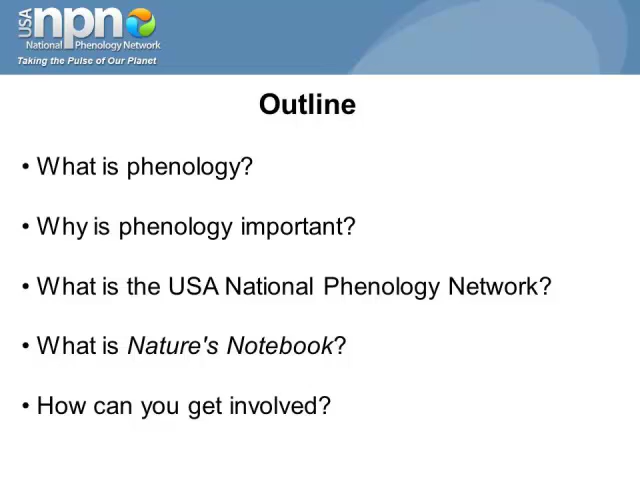 USA npn
National Phenology Network
Taking the Pulse of Our Planet
Outline
• What is phenology?
• Why is phenology important?
• What is the USA National Phenology Network?
• What is Nature's Notebook?
• How can you get involved?